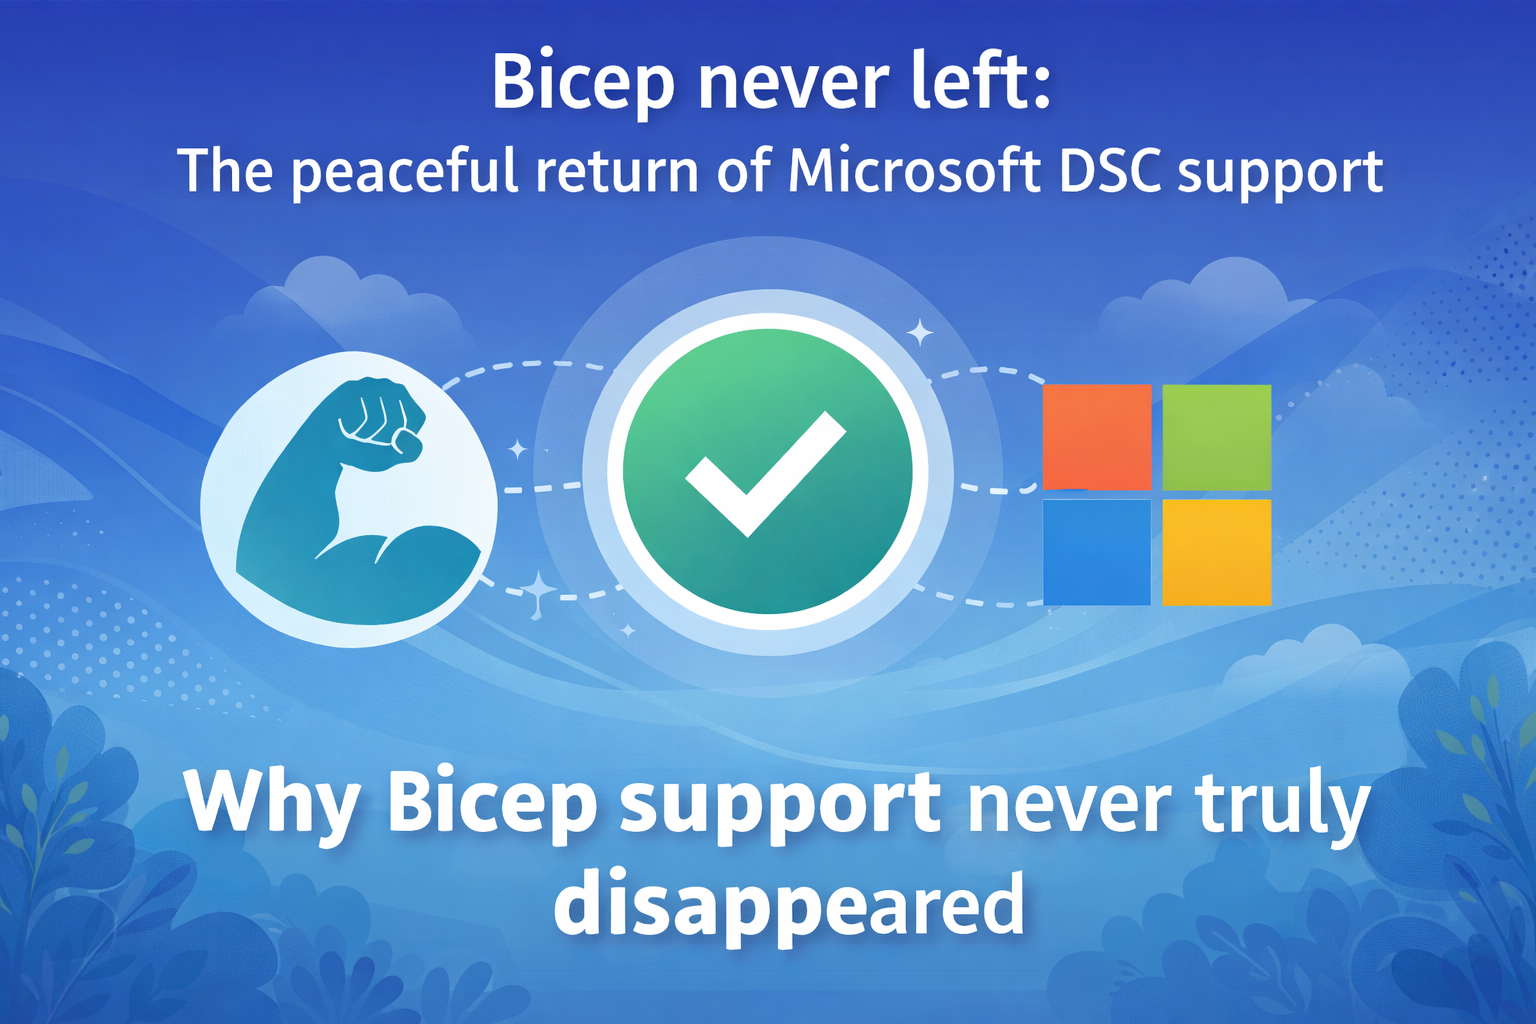 Bicep never left:
The peaceful return of Microsoft DSC support
Why Bicep support never truly
disappeared